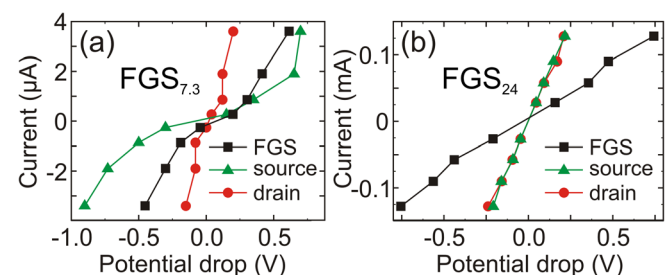 (a)
FGS7.3
Current (µA)
4
2
0
-2
FGS
source
drain
-1.0 -0.5 0.0 0.5
Potential drop (V)
(b)
FGS24
Current (mA)
0.1
0
-0.1
FGS
source
drain
-0.5 0.0 0.5
Potential drop (V)